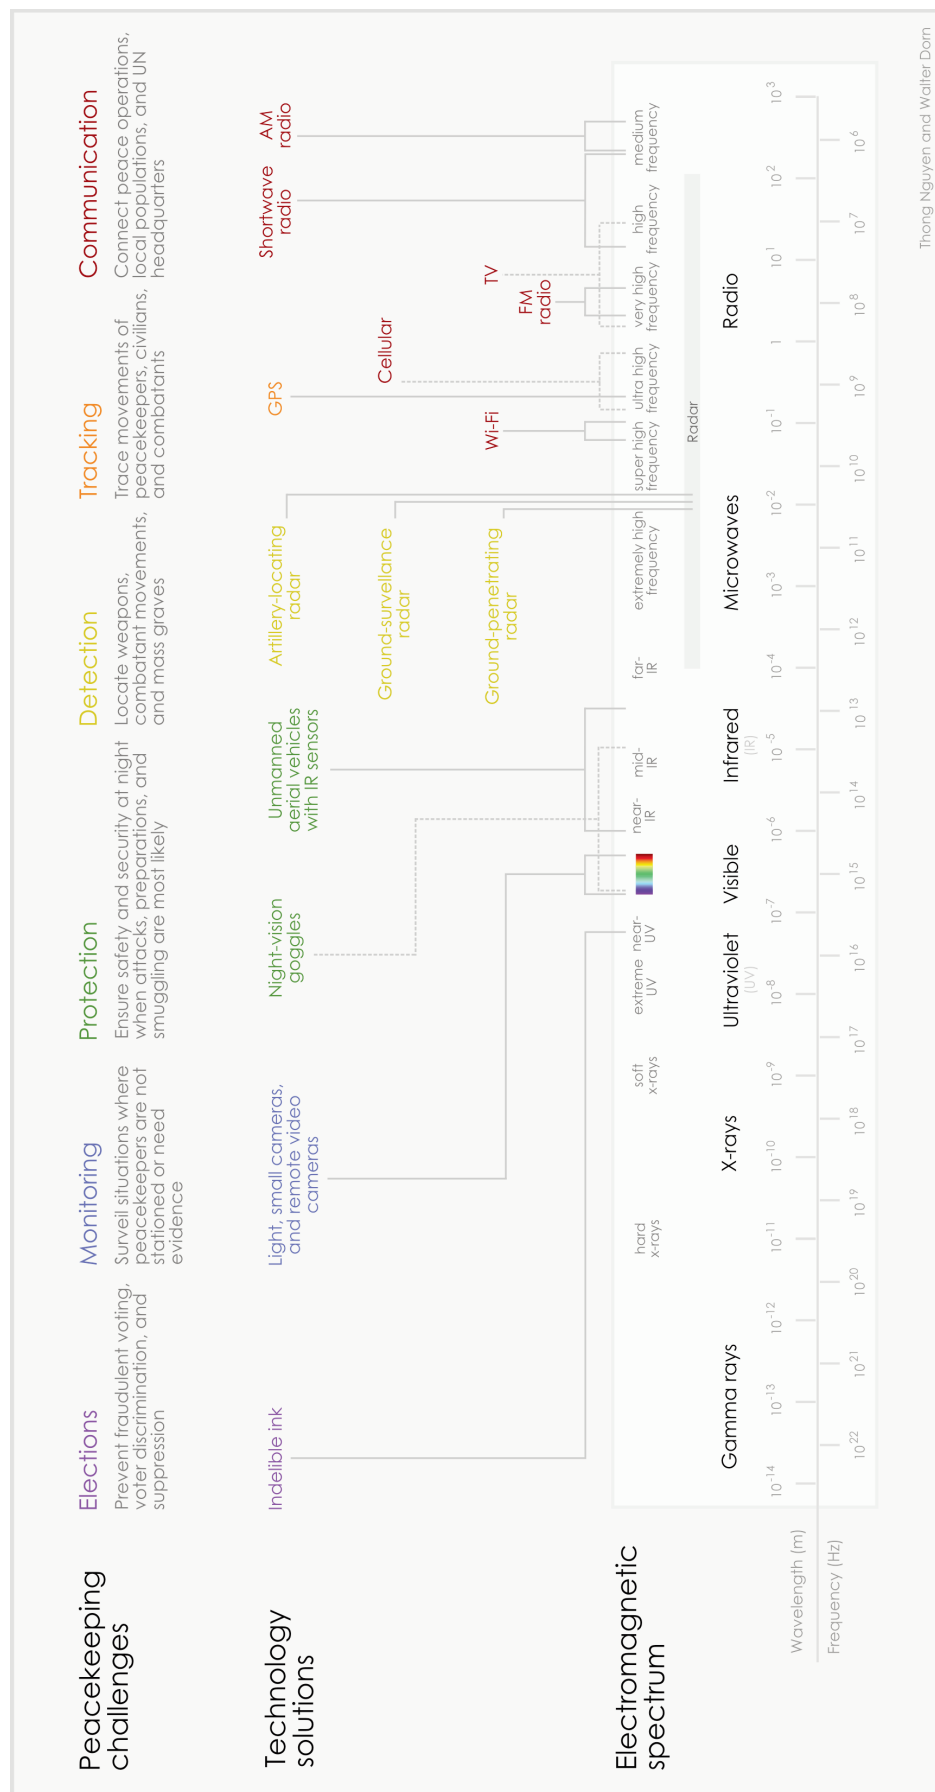 Peacekeeping
challenges
Elections
Prevent fraudulent voting,
voter discrimination, and
suppression
Monitoring
Surveil situations where
peacekeepers are not
stationed or need
evidence
Protection
Ensure safety and security at night
when attacks, preparations, and
smuggling are most likely
Detection
Locate weapons,
combatant movements,
and mass graves
Tracking
Trace movements of
peacekeepers, civilians,
and combatants
Communication
Connect peace operations,
local populations, and UN
headquarters
Technology
solutions
Indelible ink
Light, small cameras,
and remote video
cameras
Night-vision
goggles
Unmanned
aerial vehicles
with IR sensors
Artillery-locating
radar
Ground-survellance
radar
Ground-penetrating
radar
GPS
Cellular
Wi-Fi
Shortwave
radio
AM
radio
TV
FM
radio
Electromagnetic
spectrum
hard
x-rays
soft
x-rays
extreme
UV
near-
UV
near-
IR
mid-
IR
far-
IR
extremely high
frequency
super high
frequency
ultra high
frequency
very high
frequency
high
frequency
medium
frequency
Radar
Gamma rays
X-rays
Ultraviolet
(UV)
Visible
Infrared
(IR)
Microwaves
Radio
Wavelength (m)
10⁻¹⁴ 10⁻¹³ 10⁻¹² 10⁻¹¹ 10⁻¹⁰ 10⁻⁹ 10⁻⁸ 10⁻⁷ 10⁻⁶ 10⁻⁵ 10⁻⁴ 10⁻³ 10⁻² 10⁻¹ 1 10¹ 10² 10³
Frequency (Hz)
10²² 10²¹ 10²⁰ 10¹⁹ 10¹⁸ 10¹⁷ 10¹⁶ 10¹⁵ 10¹⁴ 10¹³ 10¹² 10¹¹ 10¹⁰ 10⁹ 10⁸ 10⁷ 10⁶
Thong Nguyen and Walter Dorn